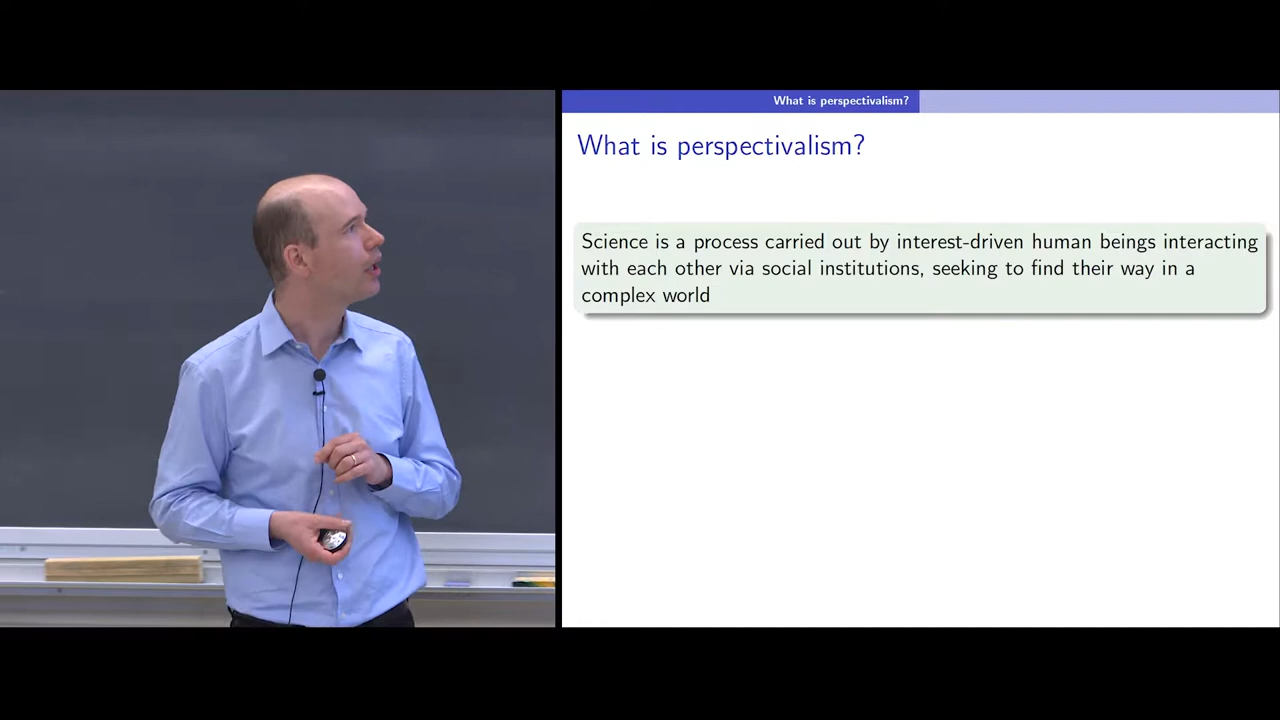 What is perspectivalism?
What is perspectivalism?
Science is a process carried out by interest-driven human beings interacting
with each other via social institutions, seeking to find their way in a
complex world